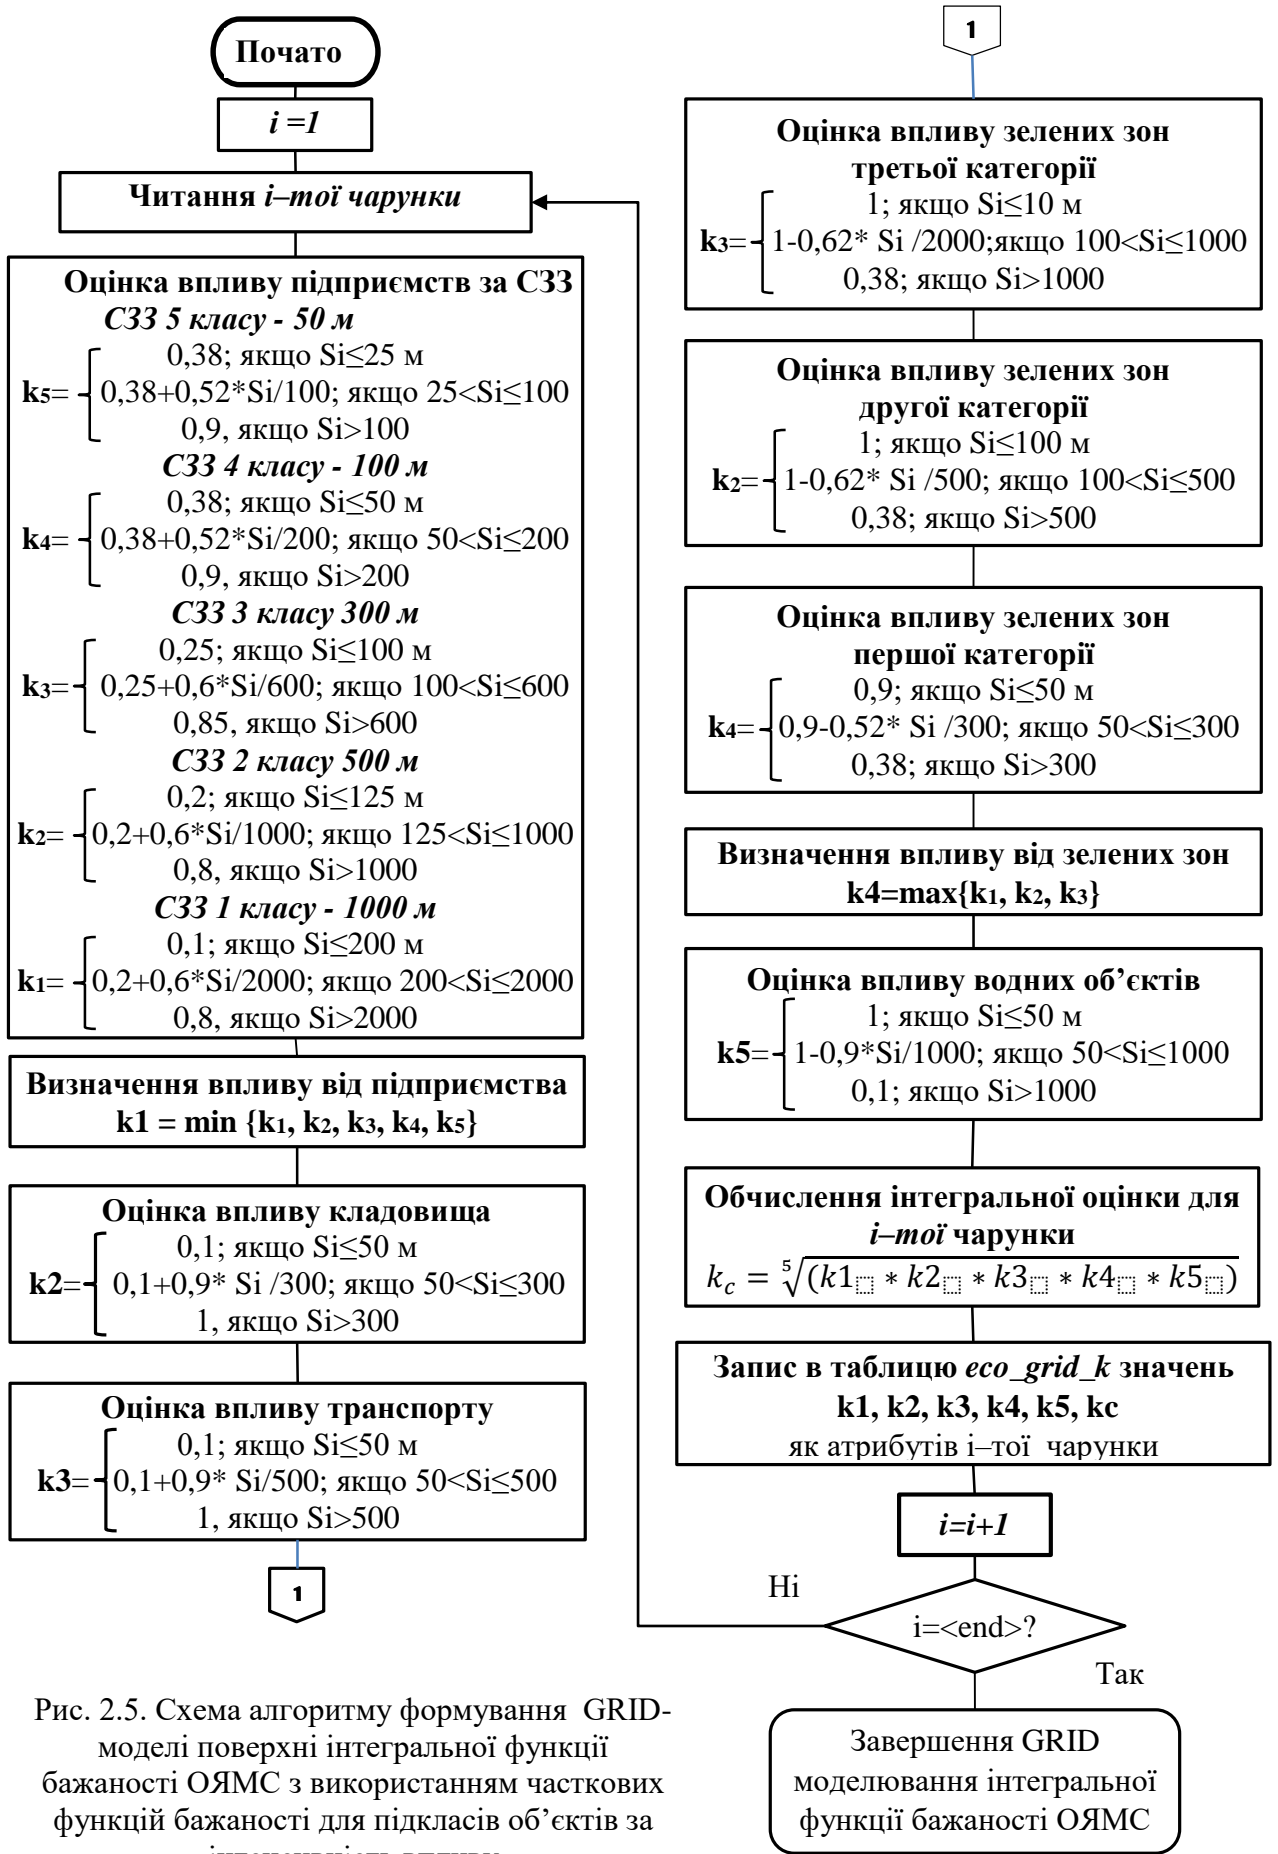 Почато
i =1
Читання i–тої чарунки
Оцінка впливу підприємств за СЗЗ
СЗЗ 5 класу - 50 м
0,38; якщо Si≤25 м
k5= 0,38+0,52*Si/100; якщо 25<Si≤100
0,9, якщо Si>100
СЗЗ 4 класу - 100 м
0,38; якщо Si≤50 м
k4= 0,38+0,52*Si/200; якщо 50<Si≤200
0,9, якщо Si>200
СЗЗ 3 класу 300 м
0,25; якщо Si≤100 м
k3= 0,25+0,6*Si/600; якщо 100<Si≤600
0,85, якщо Si>600
СЗЗ 2 класу 500 м
0,2; якщо Si≤125 м
k2= 0,2+0,6*Si/1000; якщо 125<Si≤1000
0,8, якщо Si>1000
СЗЗ 1 класу - 1000 м
0,1; якщо Si≤200 м
k1= 0,2+0,6*Si/2000; якщо 200<Si≤2000
0,8, якщо Si>2000
Визначення впливу від підприємства
k1 = min {k1, k2, k3, k4, k5}
Оцінка впливу кладовища
0,1; якщо Si≤50 м
k2= 0,1+0,9* Si /300; якщо 50<Si≤300
1, якщо Si>300
Оцінка впливу транспорту
0,1; якщо Si≤50 м
k3= 0,1+0,9* Si/500; якщо 50<Si≤500
1, якщо Si>500
1
1
Оцінка впливу зелених зон
третьої категорії
1; якщо Si≤10 м
k3= 1-0,62* Si /2000;якщо 100<Si≤1000
0,38; якщо Si>1000
Оцінка впливу зелених зон
другої категорії
1; якщо Si≤100 м
k2= 1-0,62* Si /500; якщо 100<Si≤500
0,38; якщо Si>500
Оцінка впливу зелених зон
першої категорії
0,9; якщо Si≤50 м
k4= 0,9-0,52* Si /300; якщо 50<Si≤300
0,38; якщо Si>300
Визначення впливу від зелених зон
k4=max{k1, k2, k3}
Оцінка впливу водних об’єктів
1; якщо Si≤50 м
k5= 1-0,9*Si/1000; якщо 50<Si≤1000
0,1; якщо Si>1000
Обчислення інтегральної оцінки для
i–тої чарунки
k_c = ⁵√(k1⬚ * k2⬚ * k3⬚ * k4⬚ * k5⬚)
Запис в таблицю eco_grid_k значень
k1, k2, k3, k4, k5, kc
як атрибутів і–тої чарунки
i=i+1
Ні
i=<end>?
Так
Завершення GRID
моделювання інтегральної
функції бажаності ОЯМС
Рис. 2.5. Схема алгоритму формування GRID-
моделі поверхні інтегральної функції
бажаності ОЯМС з використанням часткових
функцій бажаності для підкласів об’єктів за